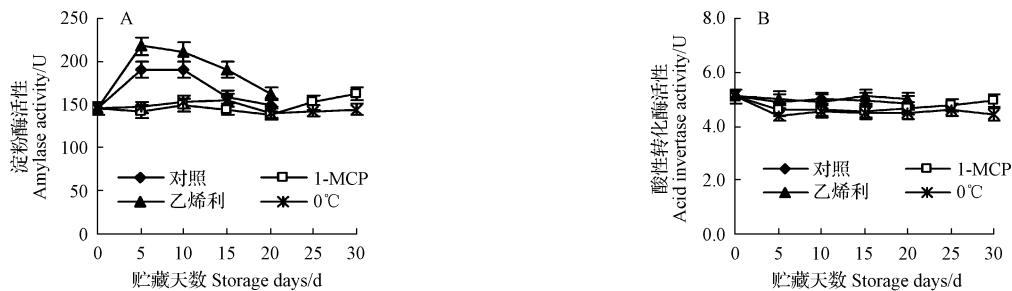 A
250
200
150
100
50
0
淀粉酶活性
Amylase activity/U
对照
1-MCP
乙烯利
0℃
0 5 10 15 20 25 30
贮藏天数 Storage days/d
B
8.0
6.0
4.0
2.0
0.0
酸性转化酶活性
Acid invertase activity/U
对照
1-MCP
乙烯利
0℃
0 5 10 15 20 25 30
贮藏天数 Storage days/d